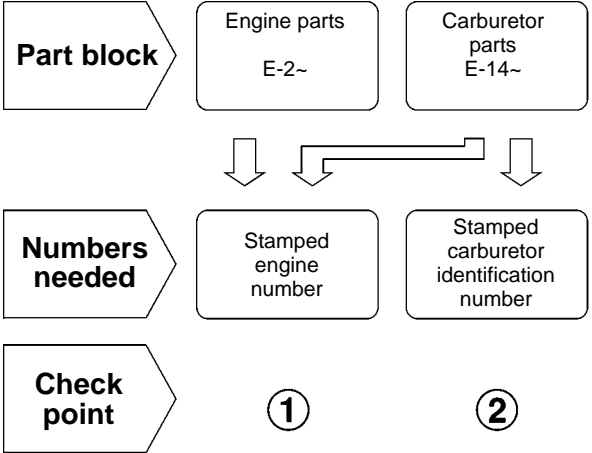 Part block
Engine parts
E-2~
Carburetor
parts
E-14~
Numbers
needed
Stamped
engine
number
Stamped
carburetor
identification
number
Check
point
①
②